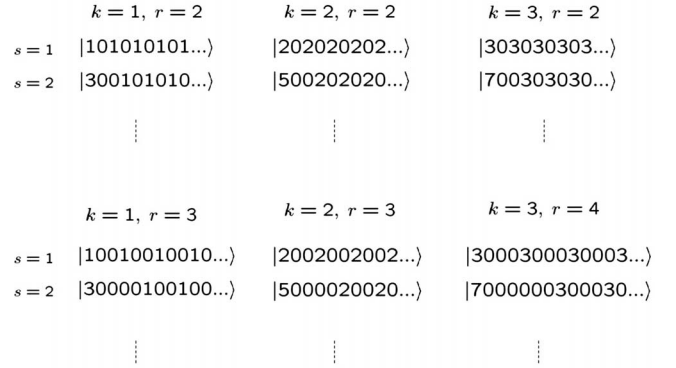 k = 1, r = 2 k = 2, r = 2 k = 3, r = 2
s = 1 |101010101...⟩ |202020202...⟩ |303030303...⟩
s = 2 |300101010...⟩ |500202020...⟩ |700303030...⟩
k = 1, r = 3 k = 2, r = 3 k = 3, r = 4
s = 1 |10010010010...⟩ |2002002002...⟩ |3000300030003...⟩
s = 2 |30000100100...⟩ |5000020020...⟩ |7000000300030...⟩